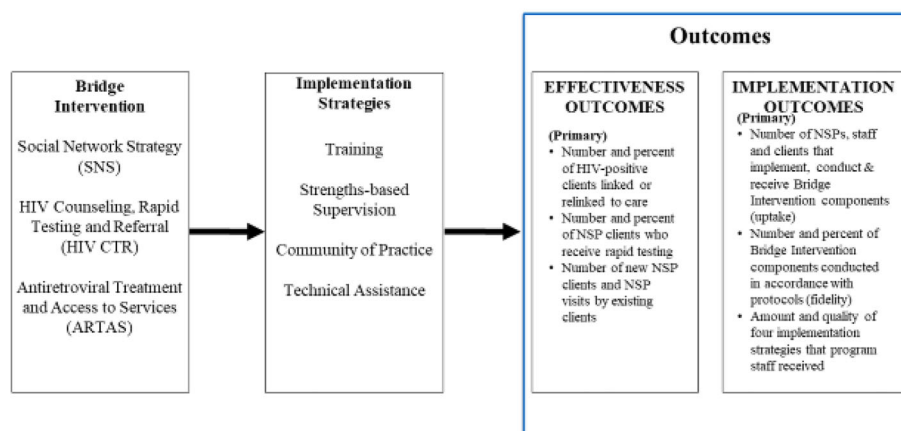 Outcomes
Bridge
Intervention
Social Network Strategy
(SNS)
HIV Counseling, Rapid
Testing and Referral
(HIV CTR)
Antiretroviral Treatment
and Access to Services
(ARTAS)
Implementation
Strategies
Training
Strengths-based
Supervision
Community of Practice
Technical Assistance
EFFECTIVENESS
OUTCOMES
(Primary)
• Number and percent
of HIV-positive
clients linked or
relinked to care
• Number and percent
of NSP clients who
receive rapid testing
• Number of new NSP
clients and NSP
visits by existing
clients
IMPLEMENTATION
OUTCOMES
(Primary)
• Number of NSPs, staff
and clients that
implement, conduct &
receive Bridge
Intervention components
(uptake)
• Number and percent of
Bridge Intervention
components conducted
in accordance with
protocols (fidelity)
• Amount and quality of
four implementation
strategies that program
staff received